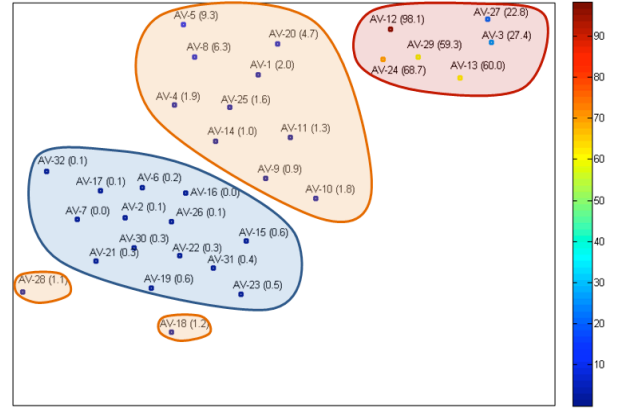 AV-5 (9.3)
AV-20 (4.7)
AV-8 (6.3)
AV-1 (2.0)
AV-4 (1.9)
AV-25 (1.6)
AV-14 (1.0)
AV-11 (1.3)
AV-9 (0.9)
AV-10 (1.8)
AV-12 (98.1)
AV-27 (22.8)
AV-3 (27.4)
AV-29 (59.3)
AV-24 (68.7)
AV-13 (60.0)
AV-32 (0.1)
AV-17 (0.1)
AV-6 (0.2)
AV-16 (0.0)
AV-7 (0.0)
AV-2 (0.1)
AV-26 (0.1)
AV-15 (0.6)
AV-30 (0.3)
AV-21 (0.3)
AV-22 (0.3)
AV-31 (0.4)
AV-19 (0.6)
AV-23 (0.5)
AV-28 (1.1)
AV-18 (1.2)
90
80
70
60
50
40
30
20
10